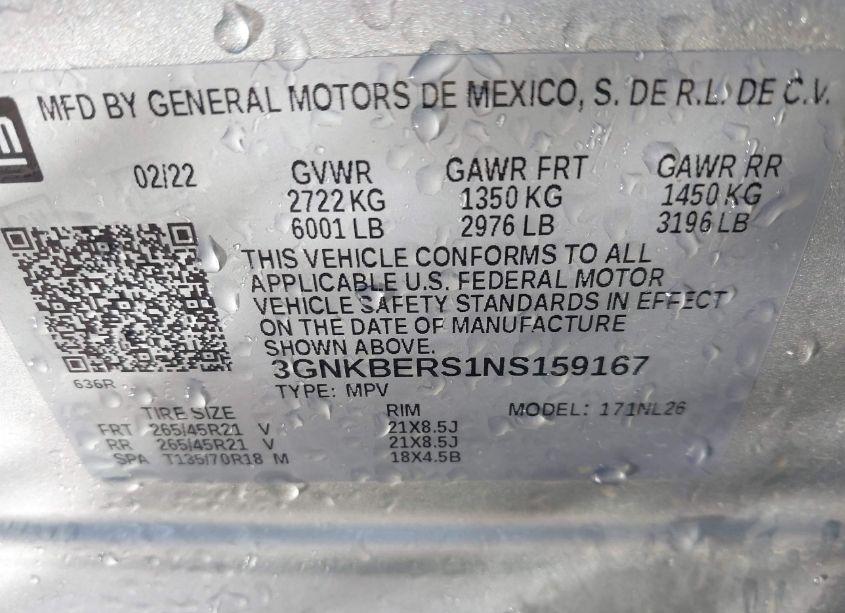 MFD BY GENERAL MOTORS DE MEXICO, S. DE R.L. DE C.V.
02/22 GVWR GAWR FRT GAWR RR
2722 KG 1350 KG 1450 KG
6001 LB 2976 LB 3196 LB
THIS VEHICLE CONFORMS TO ALL
APPLICABLE U.S. FEDERAL MOTOR
VEHICLE SAFETY STANDARDS IN EFFECT
ON THE DATE OF MANUFACTURE
SHOWN ABOVE.
3GNKBERS1NS159167
636R
TYPE: MPV
TIRE SIZE RIM MODEL: 171NL26
FRT 265/45R21 V 21X8.5J
RR 265/45R21 V 21X8.5J
SPA T135/70R18 M 18X4.5B